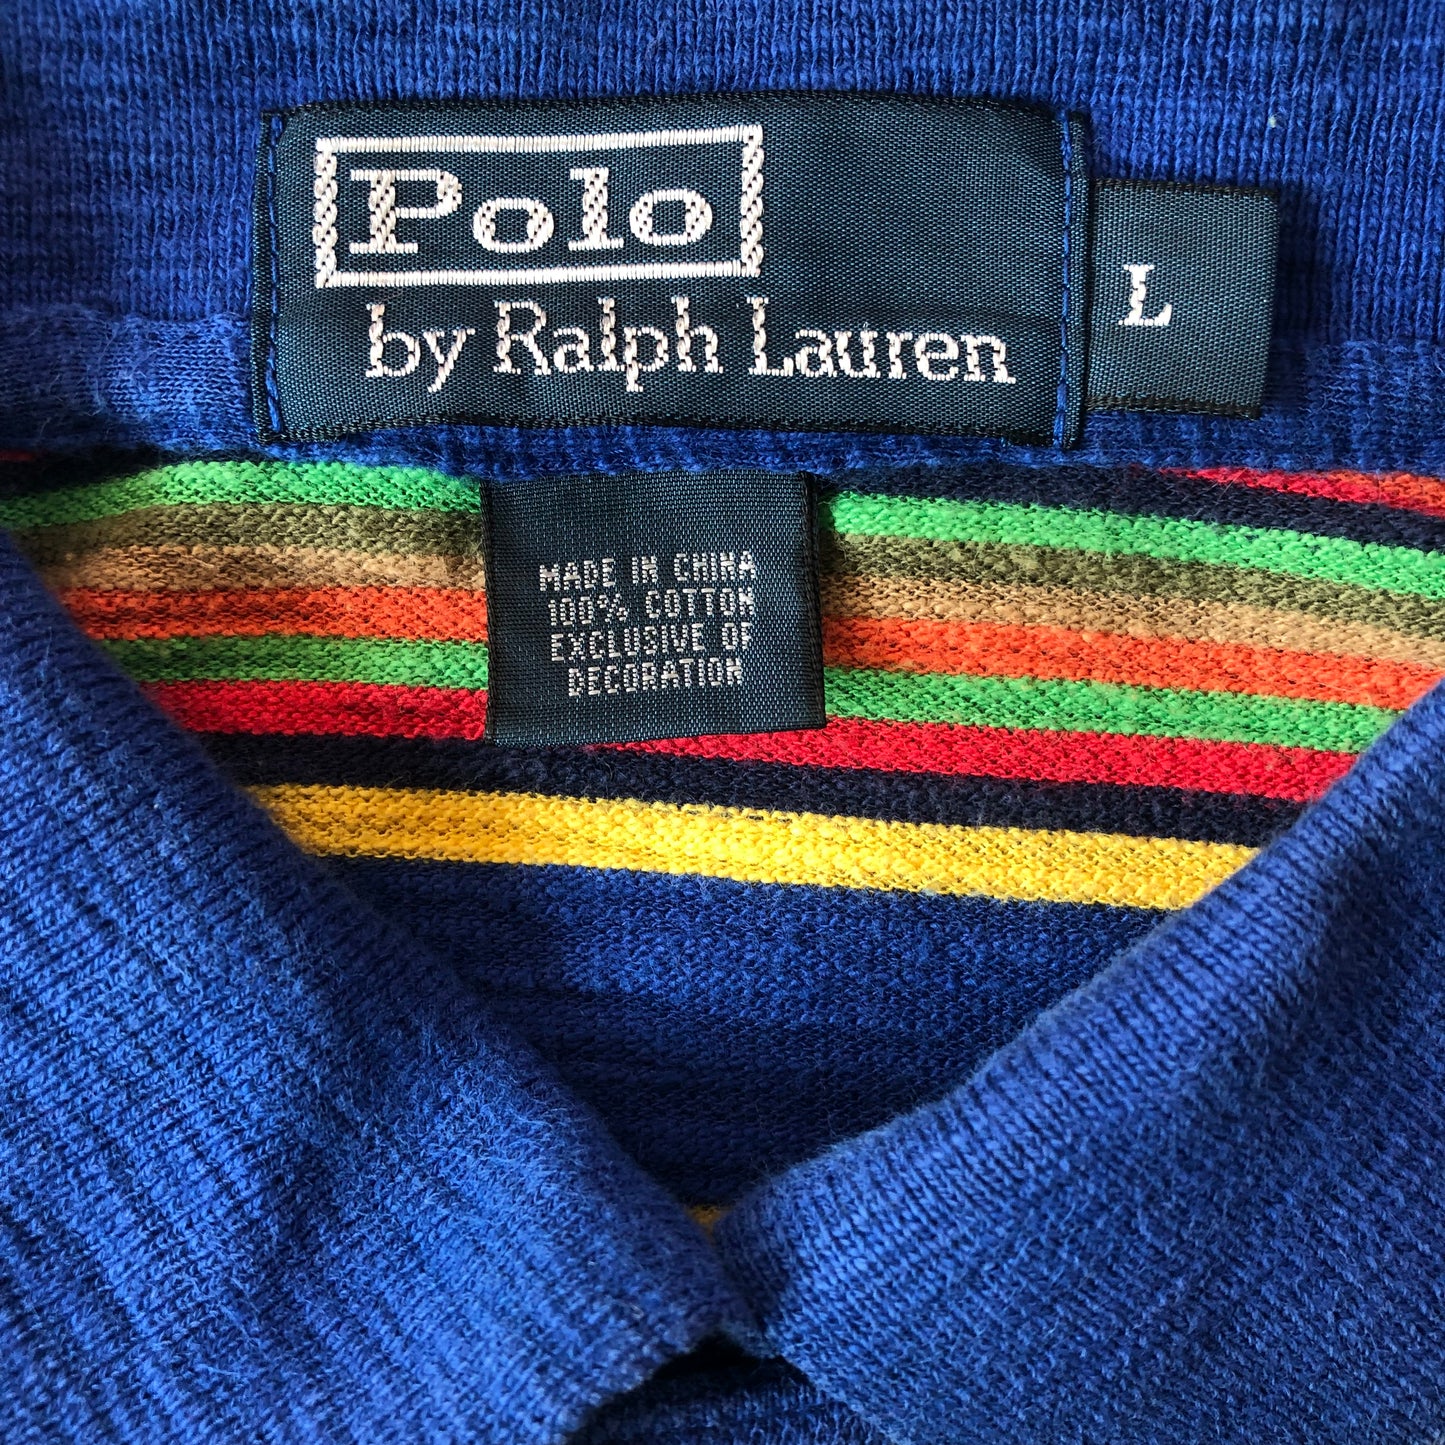 Polo
by Ralph Lauren
L
MADE IN CHINA
100% COTTON
EXCLUSIVE OF
DECORATION